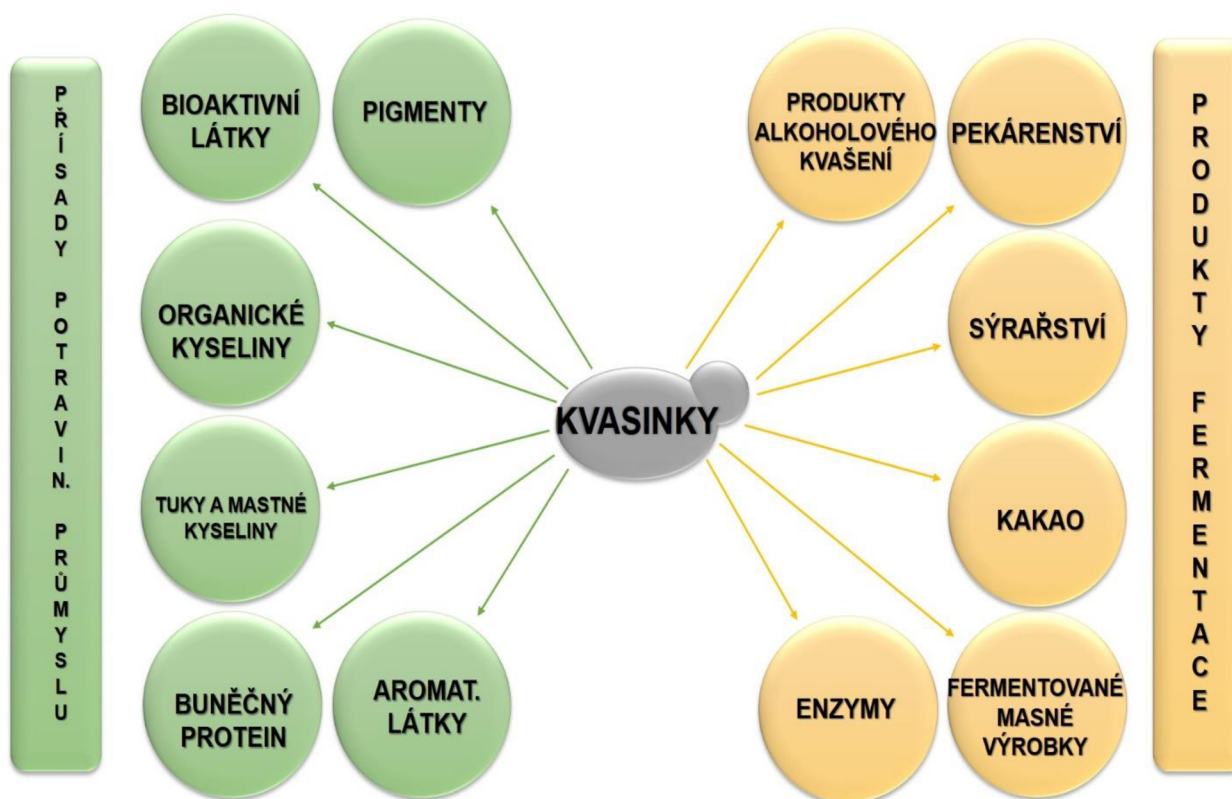 PŘÍSADY POTRAVIN. PRŮMYSLU
BIOAKTIVNÍ
LÁTKY
PIGMENTY
ORGANICKÉ
KYSELINY
TUKY A MASTNÉ
KYSELINY
BUNĚČNÝ
PROTEIN
AROMAT.
LÁTKY
KVASINKY
PRODUKTY
ALKOHOLOVÉHO
KVAŠENÍ
PEKÁRENSTVÍ
SÝRAŘSTVÍ
KAKAO
ENZYMY
FERMENTOVANÉ
MASNÉ
VÝROBKY
PRODUKTY FERMENTACE